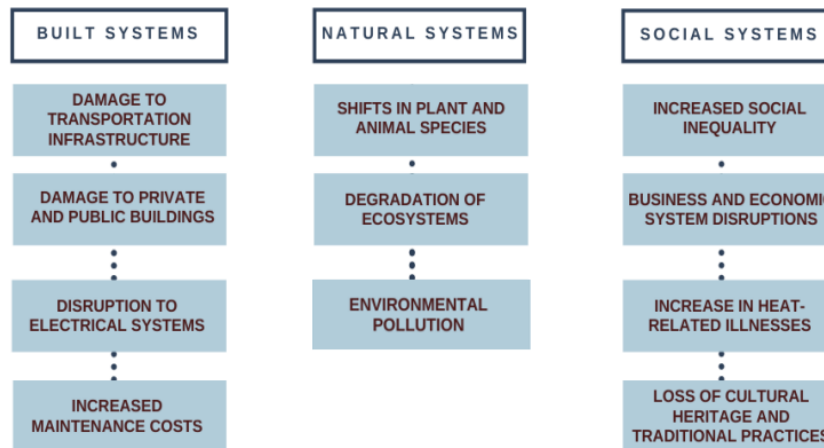 BUILT SYSTEMS
DAMAGE TO
TRANSPORTATION
INFRASTRUCTURE
DAMAGE TO PRIVATE
AND PUBLIC BUILDINGS
DISRUPTION TO
ELECTRICAL SYSTEMS
INCREASED
MAINTENANCE COSTS
NATURAL SYSTEMS
SHIFTS IN PLANT AND
ANIMAL SPECIES
DEGRADATION OF
ECOSYSTEMS
ENVIRONMENTAL
POLLUTION
SOCIAL SYSTEMS
INCREASED SOCIAL
INEQUALITY
BUSINESS AND ECONOMIC
SYSTEM DISRUPTIONS
INCREASE IN HEAT-
RELATED ILLNESSES
LOSS OF CULTURAL
HERITAGE AND
TRADITIONAL PRACTICES